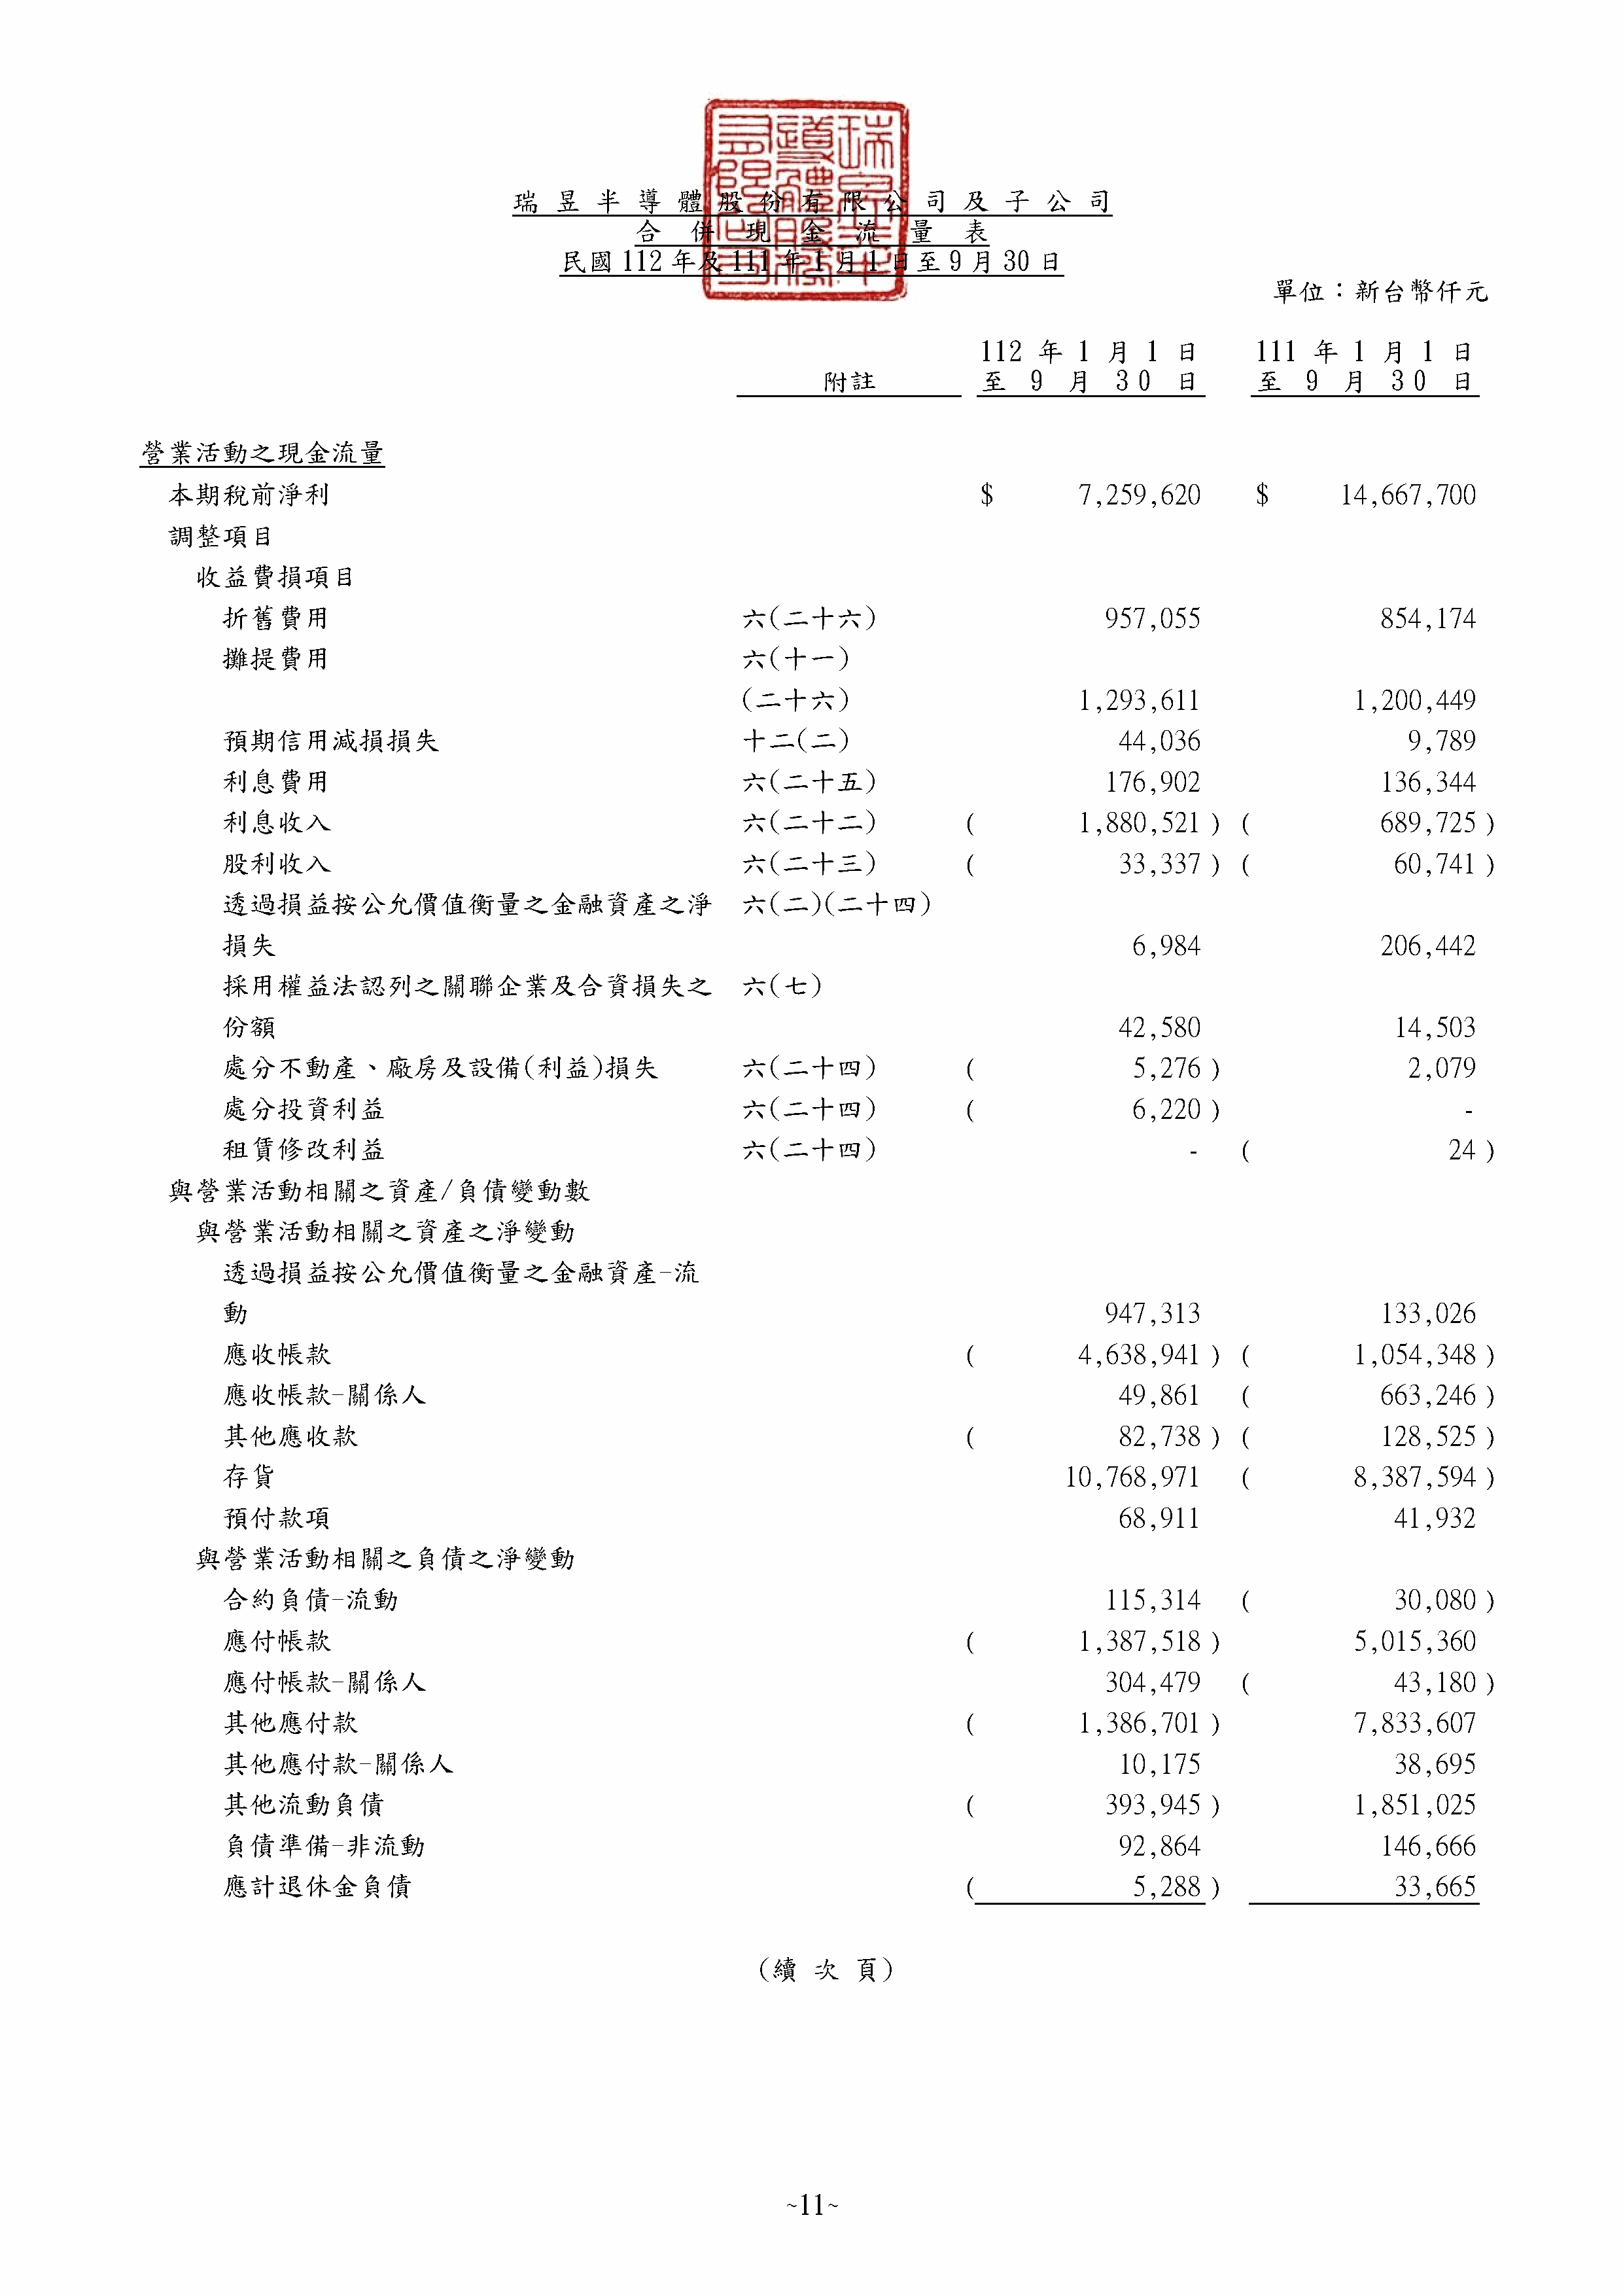 瑞昱半導體股份有限公司及子公司
合併現金流量表
民國112年及111年1月1日至9月30日
單位：新台幣仟元
112年1月1日 111年1月1日
附註 至9月30日 至9月30日
營業活動之現金流量
本期稅前淨利 $ 7,259,620 $ 14,667,700
調整項目
收益費損項目
折舊費用 六(二十六) 957,055 854,174
攤提費用 六(十一)
(二十六) 1,293,611 1,200,449
預期信用減損損失 十二(二) 44,036 9,789
利息費用 六(二十五) 176,902 136,344
利息收入 六(二十二) ( 1,880,521 ) ( 689,725 )
股利收入 六(二十三) ( 33,337 ) ( 60,741 )
透過損益按公允價值衡量之金融資產之淨 六(二)(二十四)
損失 6,984 206,442
採用權益法認列之關聯企業及合資損失之 六(七)
份額 42,580 14,503
處分不動產、廠房及設備(利益)損失 六(二十四) ( 5,276 ) 2,079
處分投資利益 六(二十四) ( 6,220 ) -
租賃修改利益 六(二十四) - ( 24 )
與營業活動相關之資產/負債變動數
與營業活動相關之資產之淨變動
透過損益按公允價值衡量之金融資產-流
動 947,313 133,026
應收帳款 ( 4,638,941 ) ( 1,054,348 )
應收帳款-關係人 49,861 ( 663,246 )
其他應收款 ( 82,738 ) ( 128,525 )
存貨 10,768,971 ( 8,387,594 )
預付款項 68,911 41,932
與營業活動相關之負債之淨變動
合約負債-流動 115,314 ( 30,080 )
應付帳款 ( 1,387,518 ) 5,015,360
應付帳款-關係人 304,479 ( 43,180 )
其他應付款 ( 1,386,701 ) 7,833,607
其他應付款-關係人 10,175 38,695
其他流動負債 ( 393,945 ) 1,851,025
負債準備-非流動 92,864 146,666
應計退休金負債 ( 5,288 ) 33,665
(續次頁)
~11~